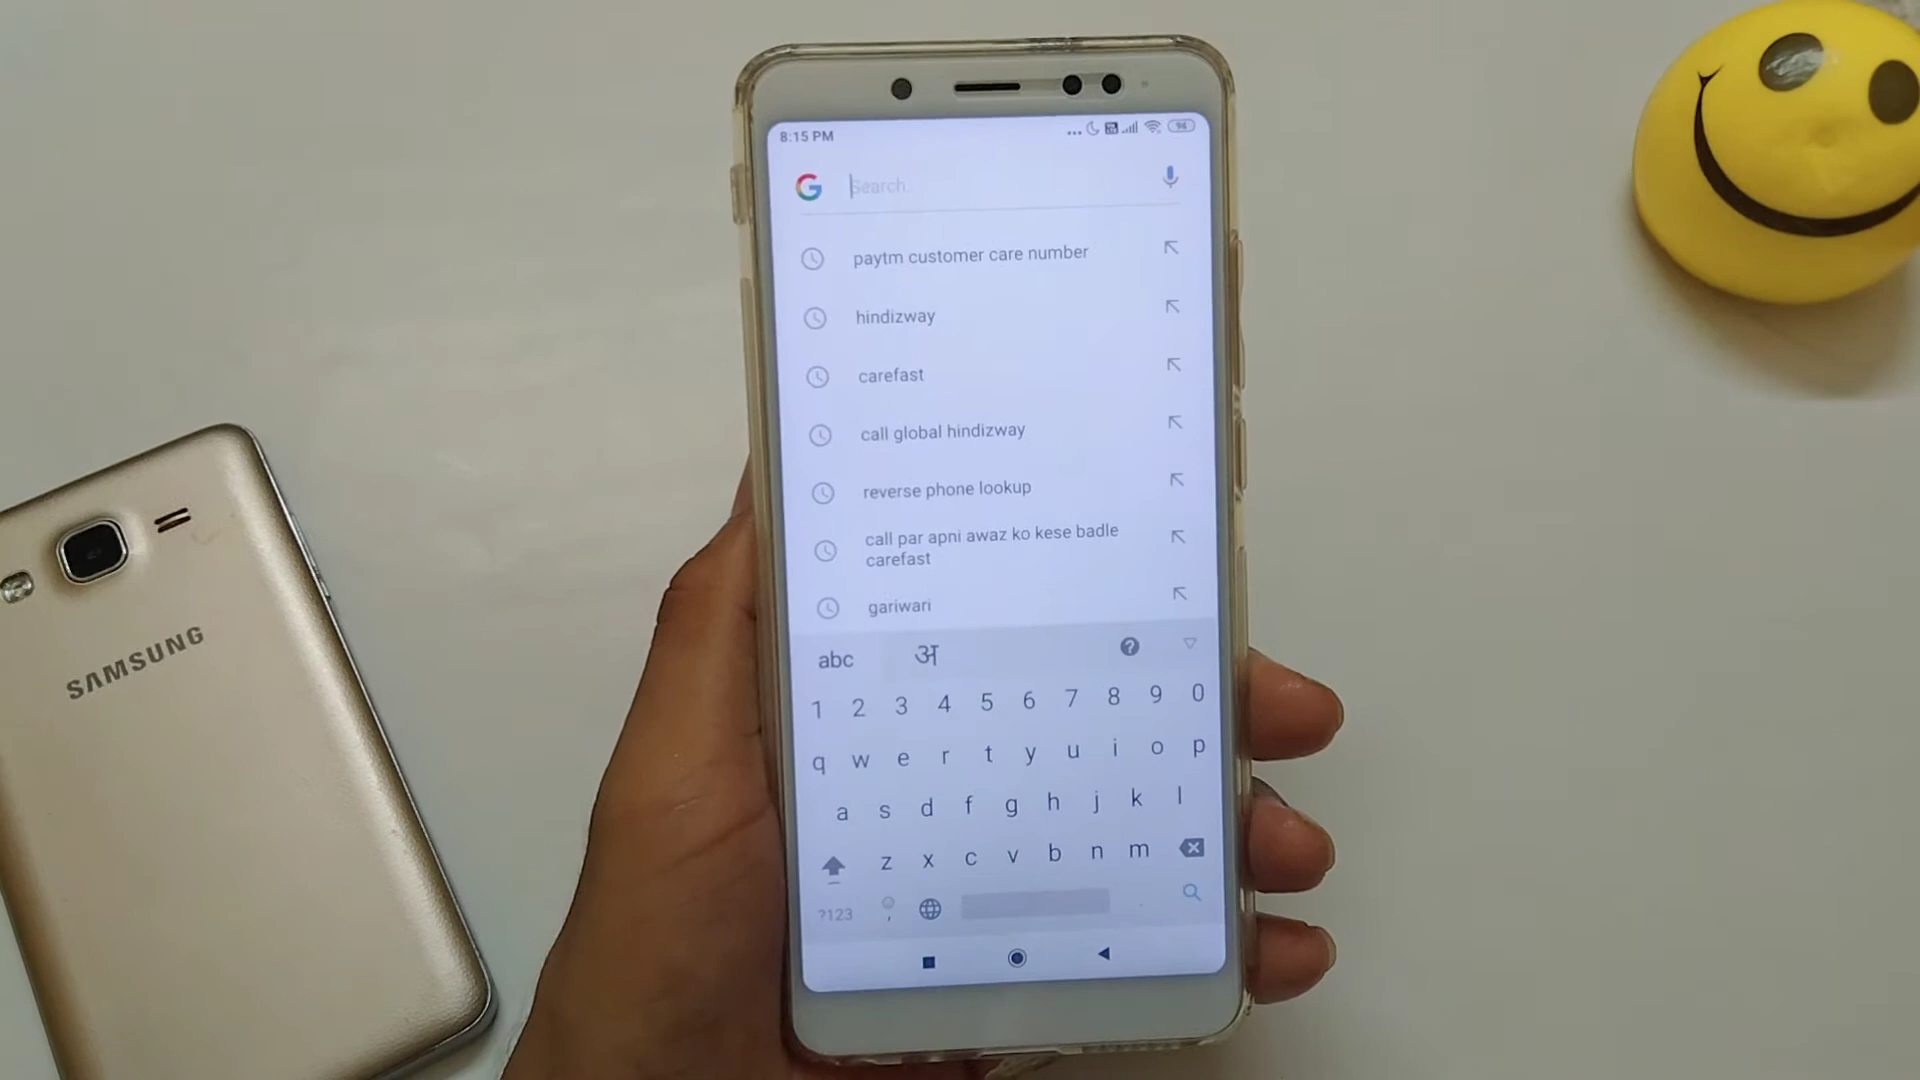 8:15 PM
96
Search
paytm customer care number
hindizway
carefast
call global hindizway
reverse phone lookup
call par apni awaz ko kese badle
carefast
gariwari
abc अ
1 2 3 4 5 6 7 8 9 0
q w e r t y u i o p
a s d f g h j k l
z x c v b n m
?123 , .
SAMSUNG